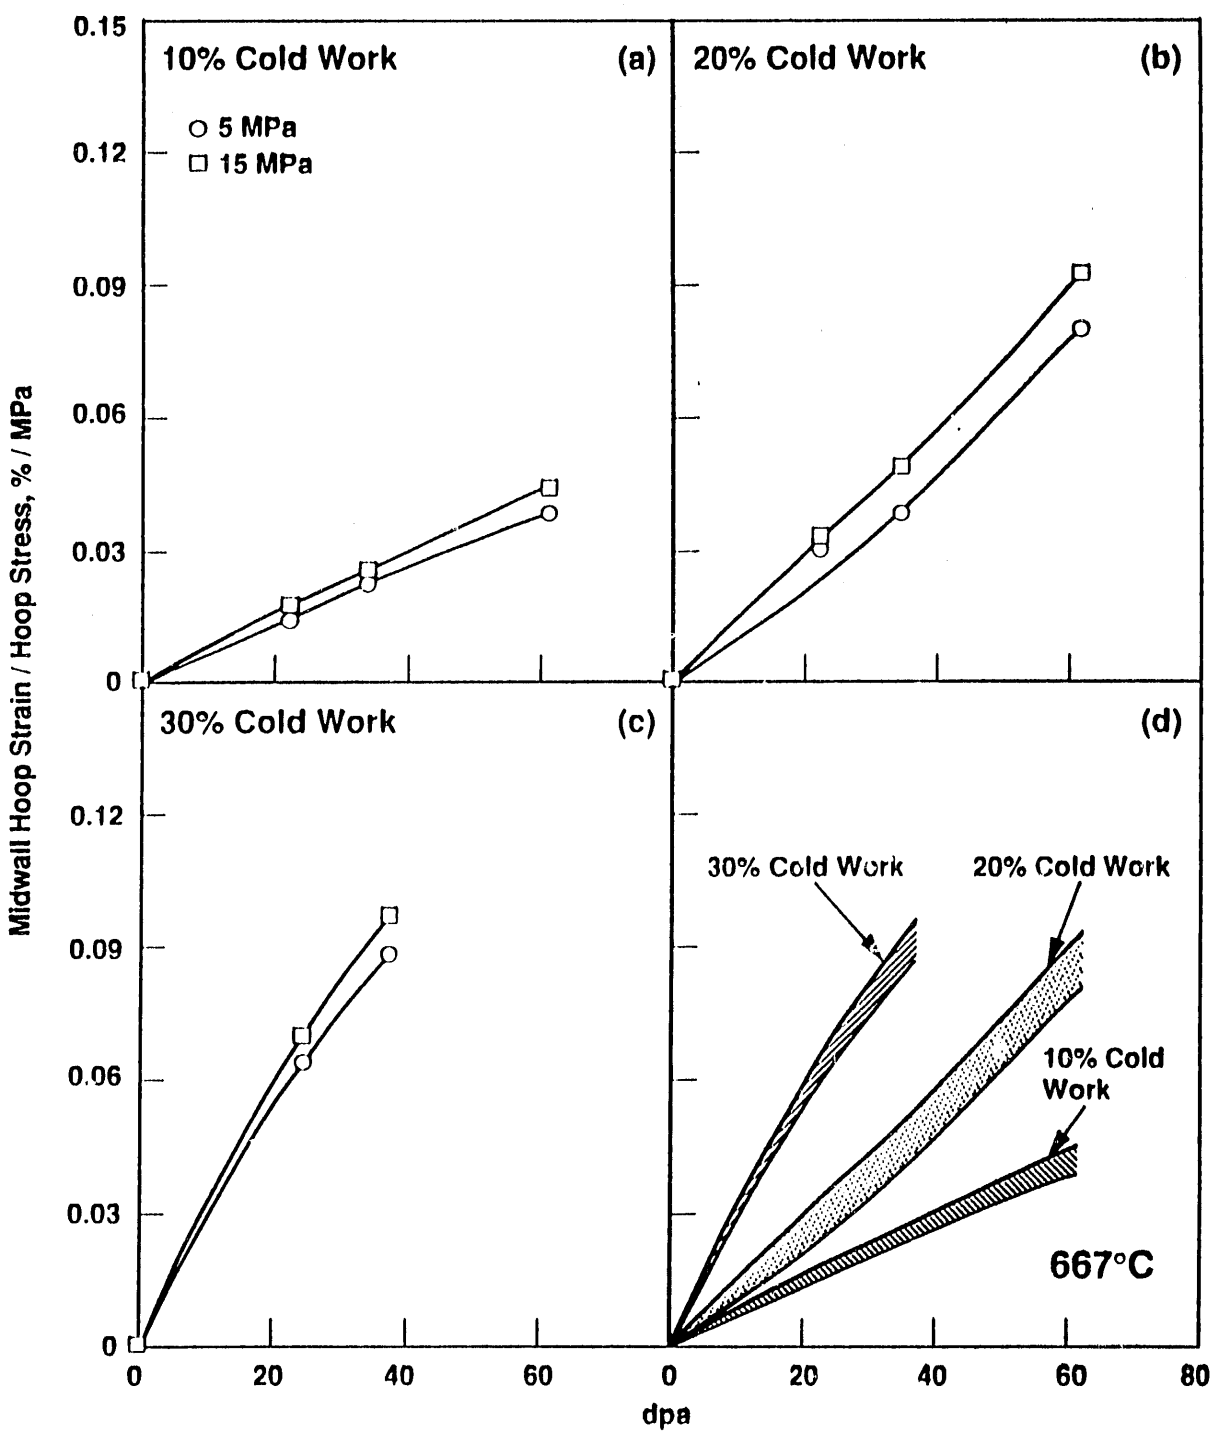 0.15
10% Cold Work (a)
20% Cold Work (b)
5 MPa
15 MPa
0.12
0.09
0.06
0.03
0
Midwall Hoop Strain / Hoop Stress, % / MPa
30% Cold Work (c)
(d)
0.12
30% Cold Work
20% Cold Work
0.09
10% Cold
Work
0.06
0.03
667°C
0
0 20 40 60 0 20 40 60 80
dpa